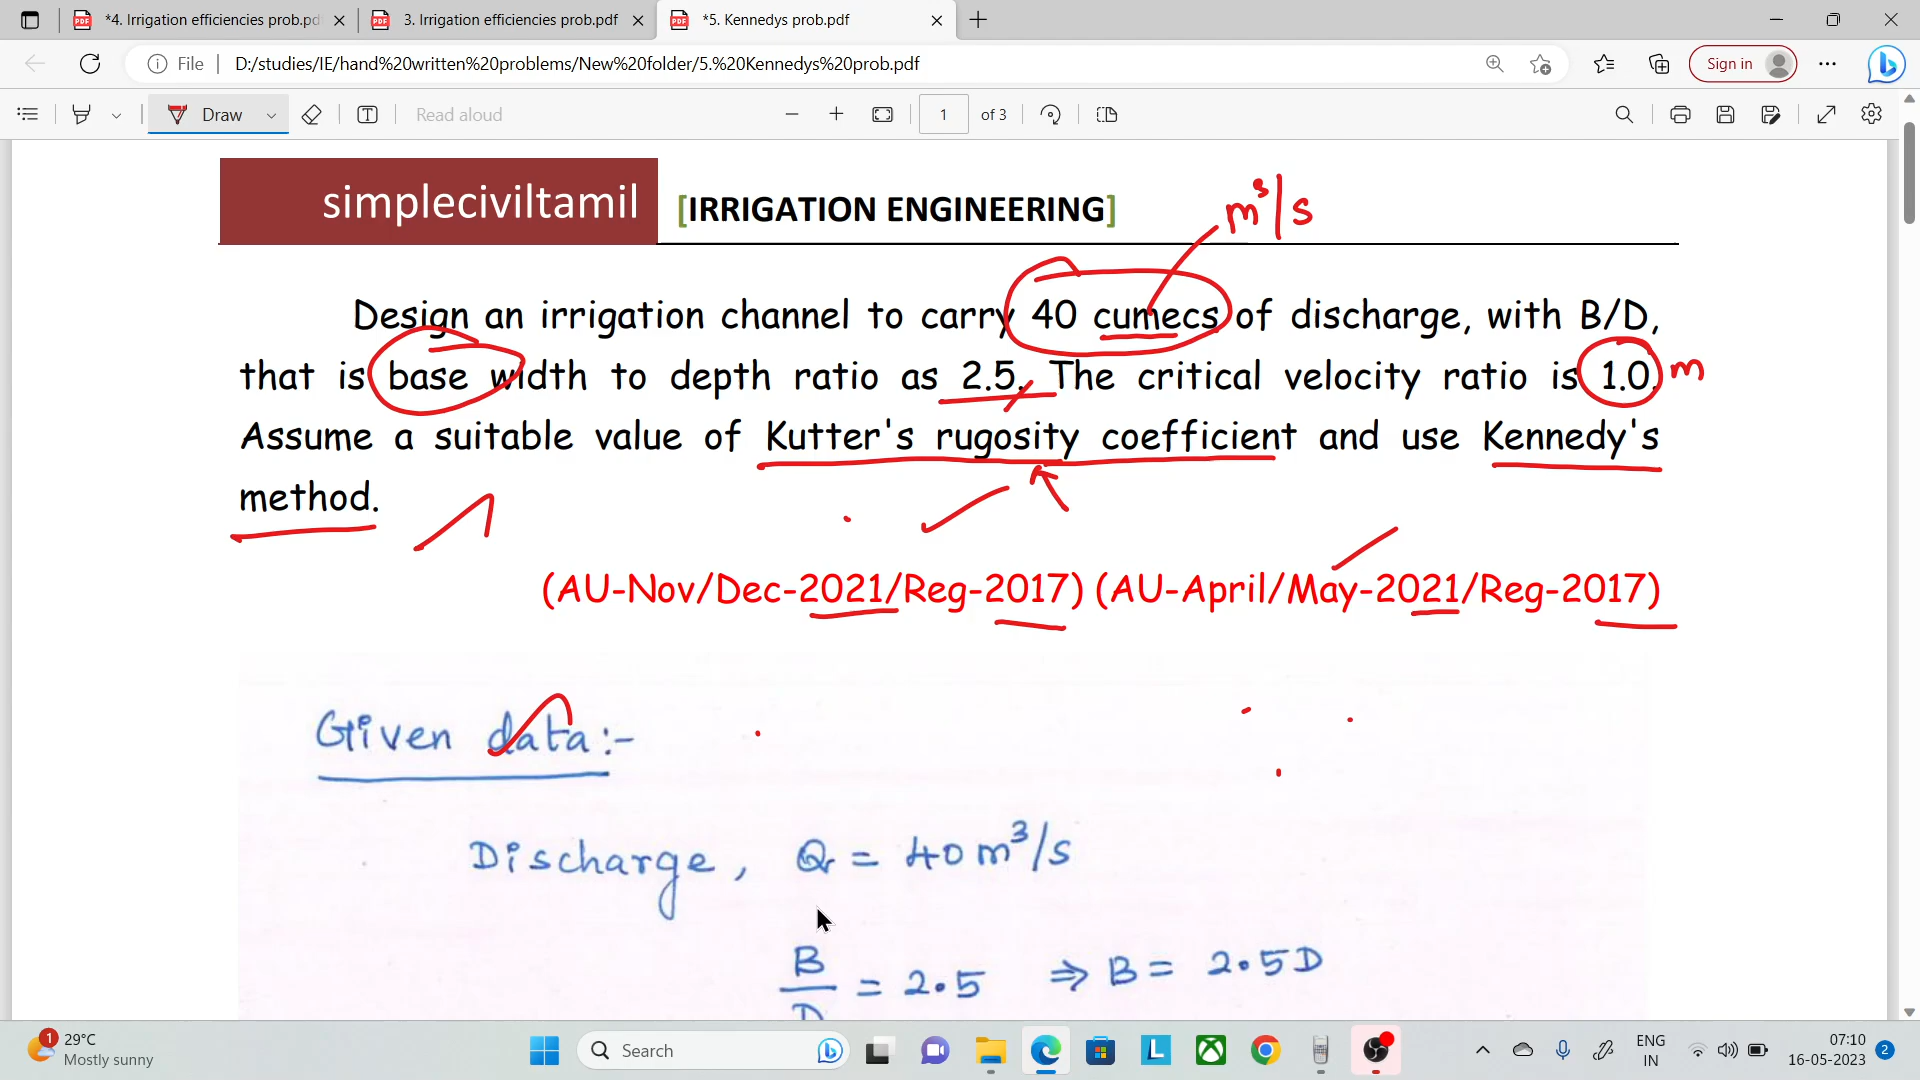 *4. Irrigation efficiencies prob.pd
3. Irrigation efficiencies prob.pdf
*5. Kennedys prob.pdf
File
D:/studies/IE/hand%20written%20problems/New%20folder/5.%20Kennedys%20prob.pdf
Sign in
Draw
Read aloud
1
of 3
simpleciviltamil
[IRRIGATION ENGINEERING]
m³/s
Design an irrigation channel to carry 40 cumecs of discharge, with B/D,
that is base width to depth ratio as 2.5. The critical velocity ratio is 1.0. m
Assume a suitable value of Kutter's rugosity coefficient and use Kennedy's
method.
(AU-Nov/Dec-2021/Reg-2017) (AU-April/May-2021/Reg-2017)
Given data:-
Discharge, Q = 40 m³/s
B/D = 2.5 ⇒ B = 2.5D
1
29°C
Mostly sunny
Search
ENG
IN
07:10
16-05-2023
2